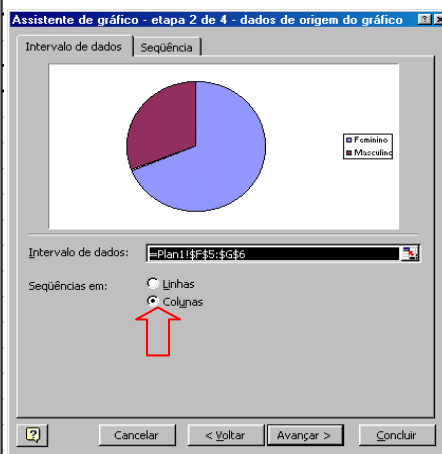 Assistente de gráfico - etapa 2 de 4 - dados de origem do gráfico
Intervalo de dados
Seqüência
Feminino
Masculino
Intervalo de dados:
=Plan1!$F$5:$G$6
Seqüências em:
Linhas
Colunas
Cancelar
< Voltar
Avançar >
Concluir